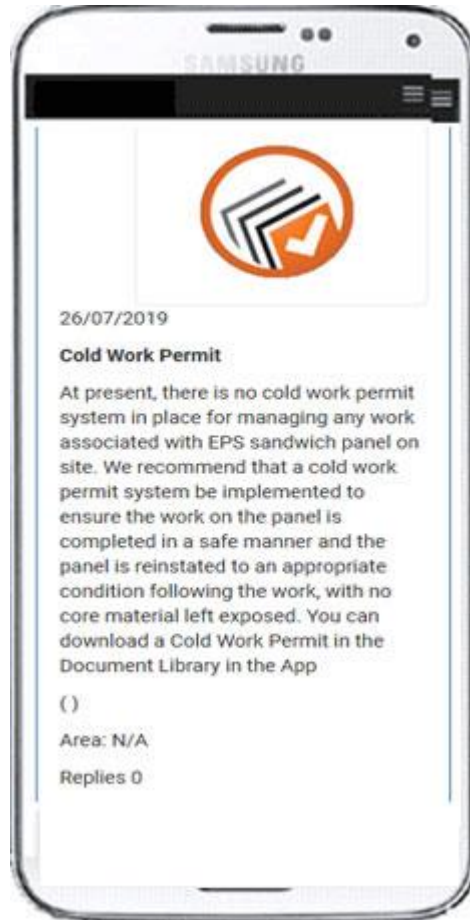 SAMSUNG
26/07/2019
Cold Work Permit
At present, there is no cold work permit
system in place for managing any work
associated with EPS sandwich panel on
site. We recommend that a cold work
permit system be implemented to
ensure the work on the panel is
completed in a safe manner and the
panel is reinstated to an appropriate
condition following the work, with no
core material left exposed. You can
download a Cold Work Permit in the
Document Library in the App
( )
Area: N/A
Replies 0